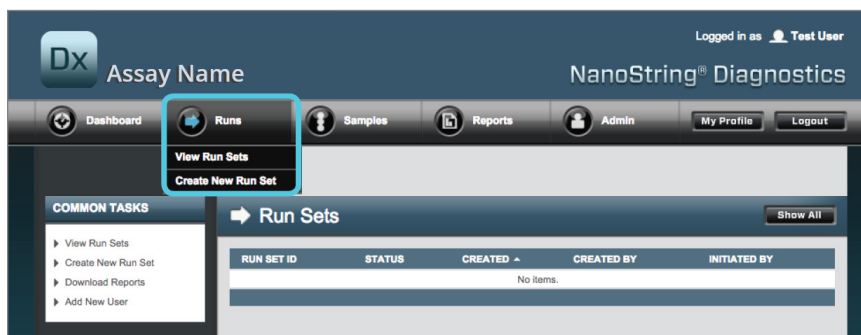 Logged in as Test User
Dx Assay Name
NanoString® Diagnostics
Dashboard Runs Samples Reports Admin My Profile Logout
View Run Sets
Create New Run Set
COMMON TASKS
View Run Sets
Create New Run Set
Download Reports
Add New User
Run Sets
Show All
RUN SET ID STATUS CREATED CREATED BY INITIATED BY
No items.